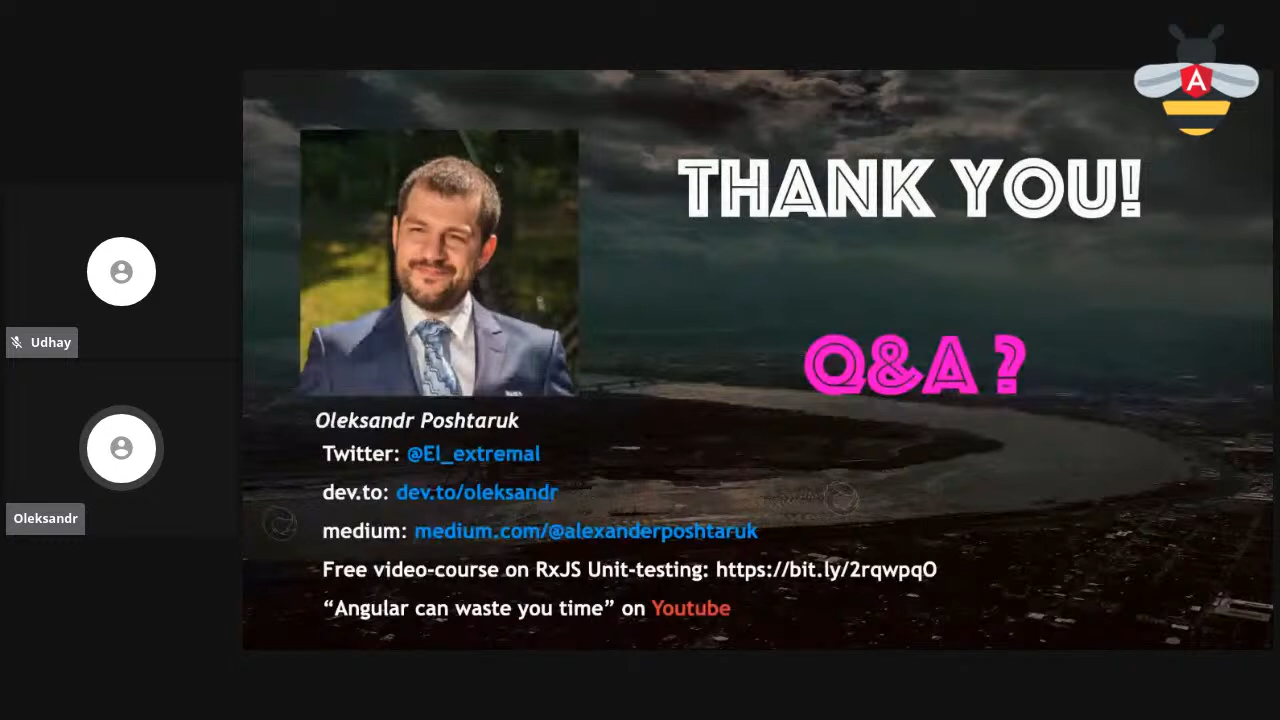 A
THANK YOU!
Q&A ?
Udhay
Oleksandr
Oleksandr Poshtaruk
Twitter: @El_extremal
dev.to: dev.to/oleksandr
medium: medium.com/@alexanderposhtaruk
Free video-course on RxJS Unit-testing: https://bit.ly/2rqwpqO
“Angular can waste you time” on Youtube